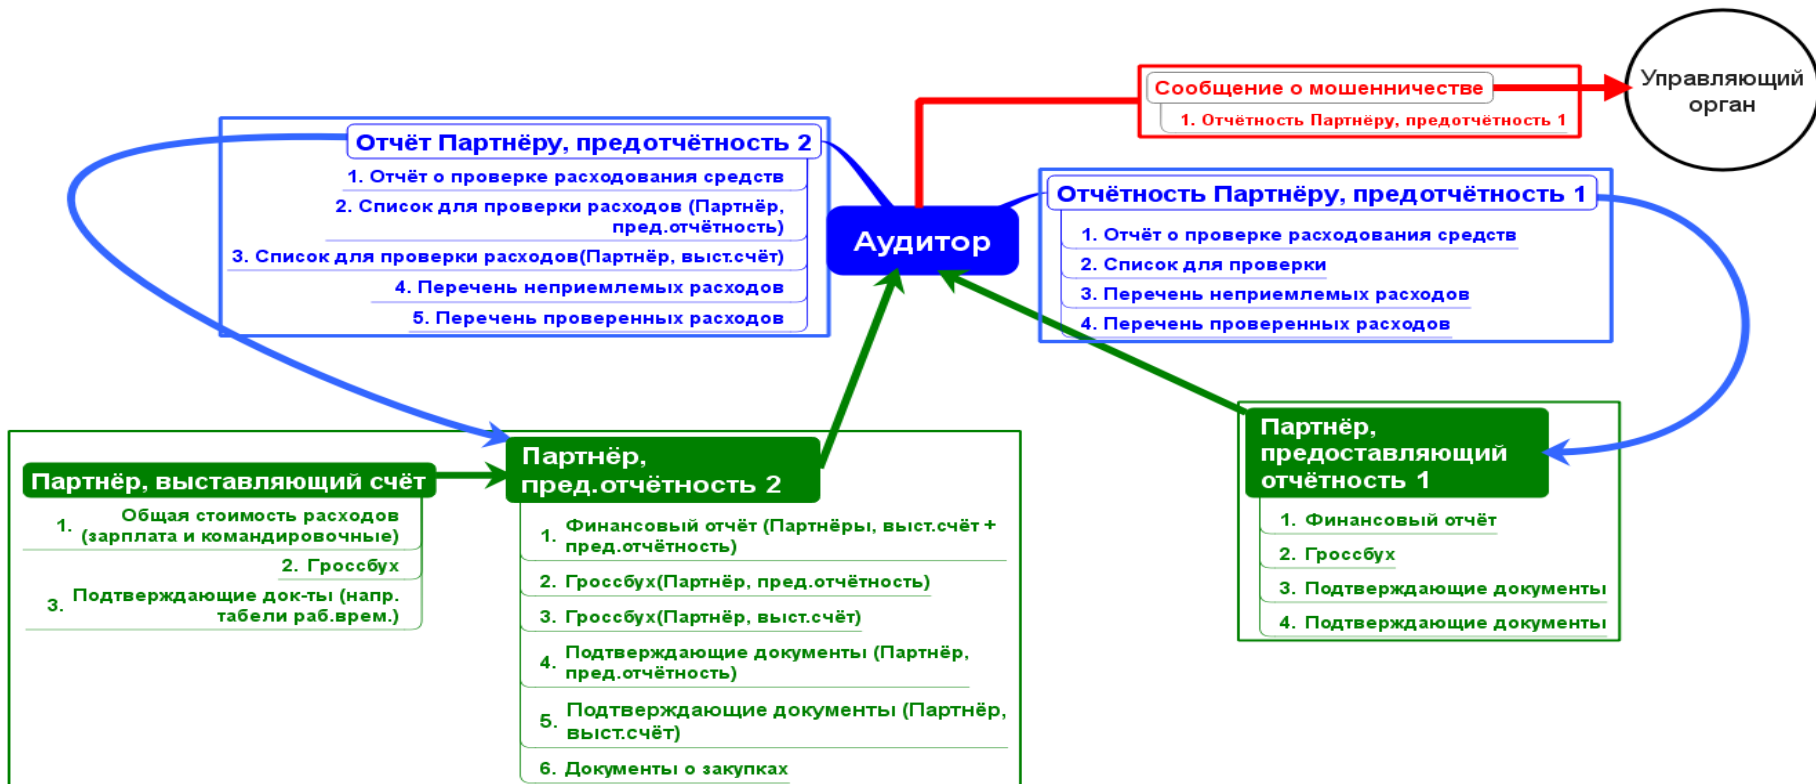 Сообщение о мошенничестве
1. Отчётность Партнёру, предотчётность 1
Управляющий
орган
Отчёт Партнёру, предотчётность 2
1. Отчёт о проверке расходования средств
2. Список для проверки расходов (Партнёр,
пред.отчётность)
3. Список для проверки расходов(Партнёр, выст.счёт)
4. Перечень неприемлемых расходов
5. Перечень проверенных расходов
Аудитор
Отчётность Партнёру, предотчётность 1
1. Отчёт о проверке расходования средств
2. Список для проверки
3. Перечень неприемлемых расходов
4. Перечень проверенных расходов
Партнёр, выставляющий счёт
1. Общая стоимость расходов
(зарплата и командировочные)
2. Гроссбух
3. Подтверждающие док-ты (напр.
табели раб.врем.)
Партнёр,
пред.отчётность 2
1. Финансовый отчёт (Партнёры, выст.счёт +
пред.отчётность)
2. Гроссбух(Партнёр, пред.отчётность)
3. Гроссбух(Партнёр, выст.счёт)
4. Подтверждающие документы (Партнёр,
пред.отчётность)
5. Подтверждающие документы (Партнёр,
выст.счёт)
6. Документы о закупках
Партнёр,
предоставляющий
отчётность 1
1. Финансовый отчёт
2. Гроссбух
3. Подтверждающие документы
4. Подтверждающие документы